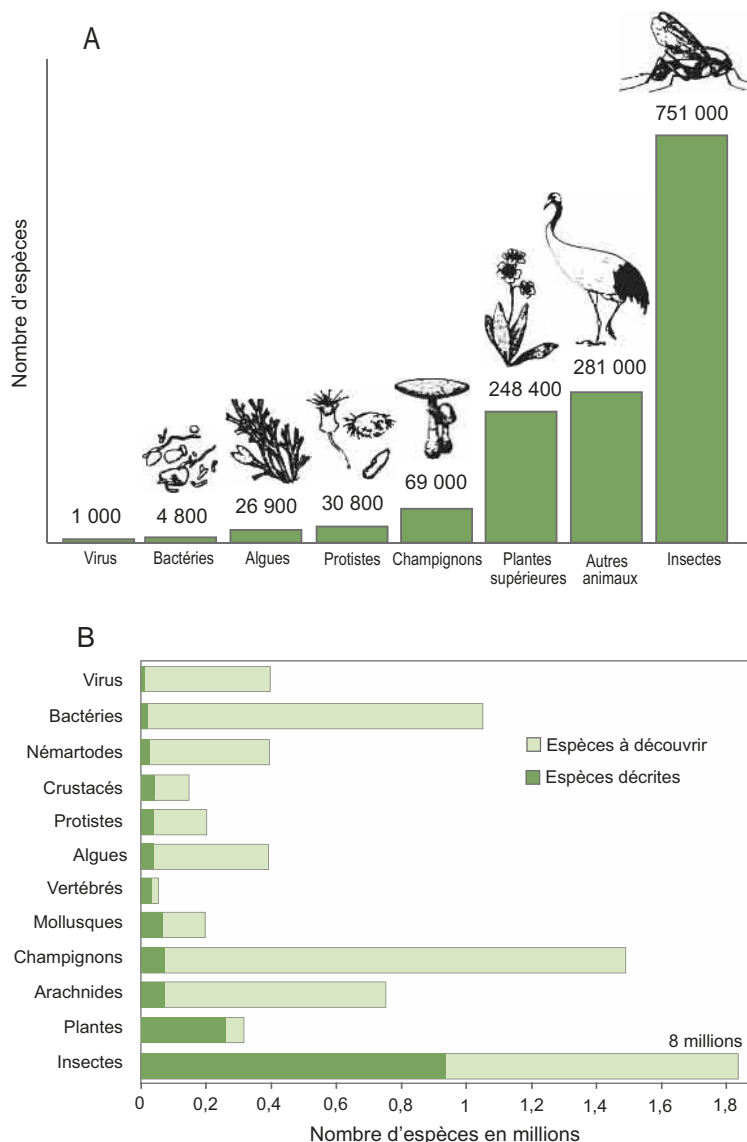 A
Nombre d'espèces
751 000
281 000
248 400
69 000
30 800
26 900
4 800
1 000
Virus
Bactéries
Algues
Protistes
Champignons
Plantes
supérieures
Autres
animaux
Insectes
B
Virus
Bactéries
Némartodes
Crustacés
Protistes
Algues
Vertébrés
Mollusques
Champignons
Arachnides
Plantes
Insectes
Espèces à découvrir
Espèces décrites
8 millions
0
0,2
0,4
0,6
0,8
1
1,2
1,4
1,6
1,8
Nombre d'espèces en millions